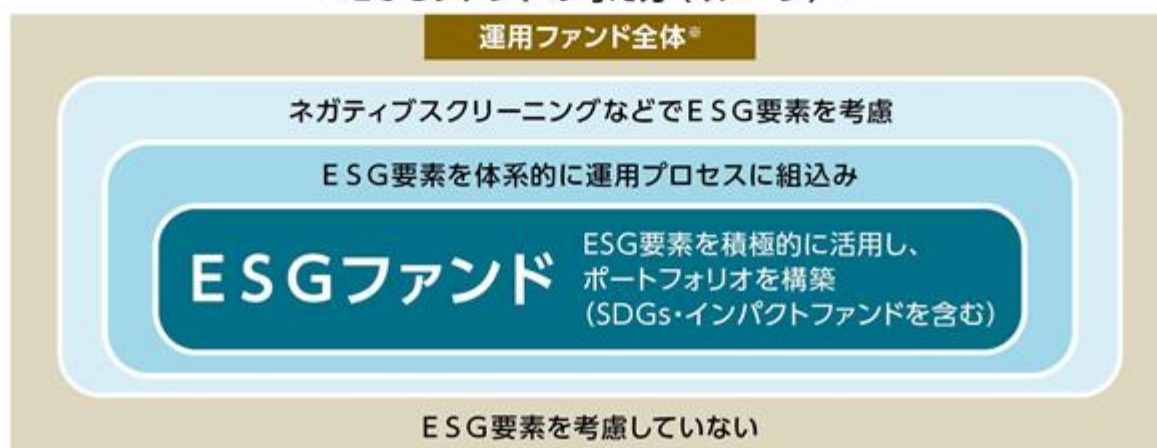 運用ファンド全体※
ネガティブスクリーニングなどでESG要素を考慮
ESG要素を体系的に運用プロセスに組込み
ESGファンド
ESG要素を積極的に活用し、
ポートフォリオを構築
(SDGs・インパクトファンドを含む)
ESG要素を考慮していない